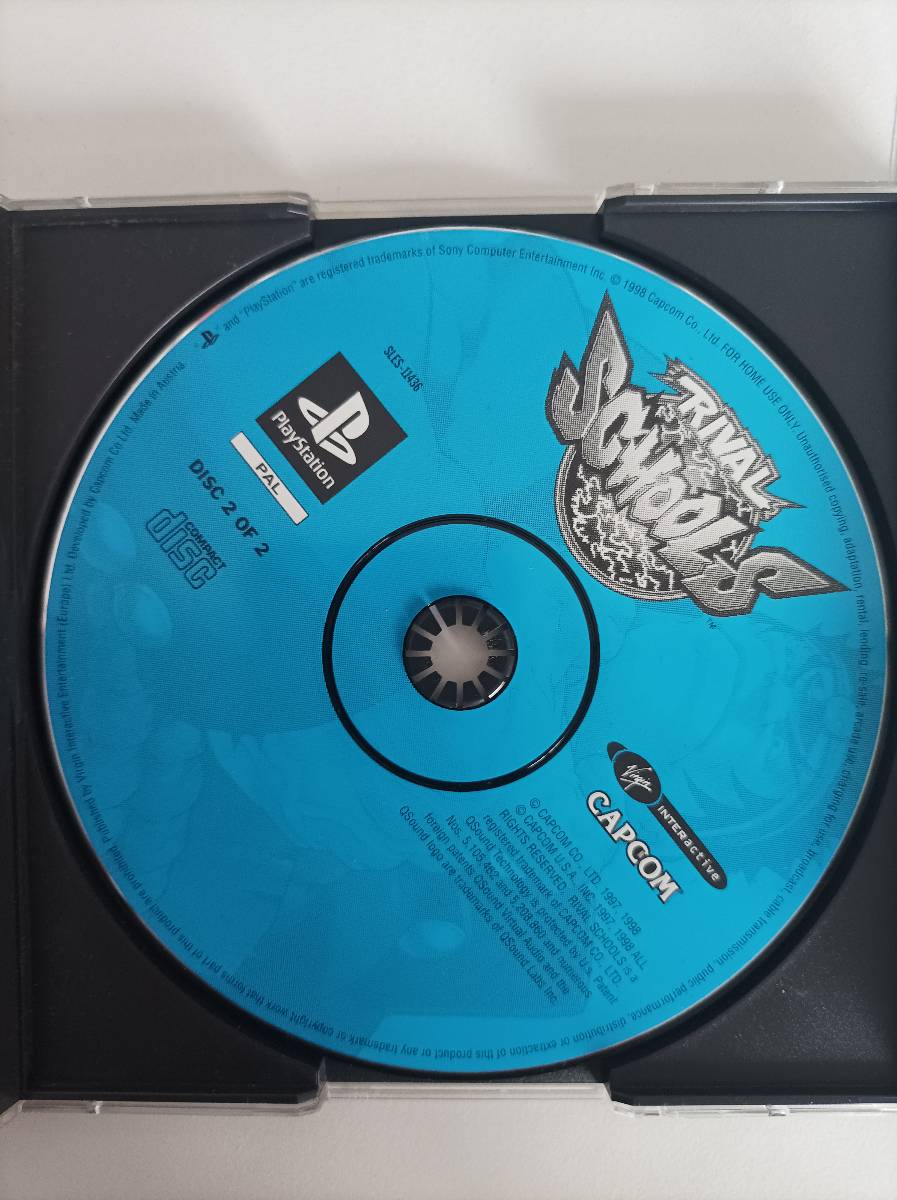 RIVAL
SCHOOLS
™
SLES-11436
PlayStation
PAL
DISC 2 OF 2
COMPACT
disc
Virgin INTERactive
CAPCOM
© CAPCOM CO., LTD. 1997, 1998
© CAPCOM U.S.A., INC. 1997, 1998 ALL
RIGHTS RESERVED. RIVAL SCHOOLS is a
registered trademark of CAPCOM CO., LTD.
QSound Technology is protected by U.S. Patent
Nos. 5,105,462 and 5,208,860 and numerous
foreign patents. QSound Virtual Audio and the
QSound logo are trademarks of QSound Labs Inc.
and "PlayStation" are registered trademarks of Sony Computer Entertainment Inc. © 1998 Capcom Co., Ltd. FOR HOME USE ONLY. Unauthorised copying, adaptation, rental, lending, re-sale, arcade use, charging for use, broadcast, cable transmission, public performance, distribution or extraction of this product or any trademark or copyright work that forms part of this product are prohibited. Published by Virgin Interactive Entertainment (Europe) Ltd. Developed by Capcom Co Ltd. Made in Austria.